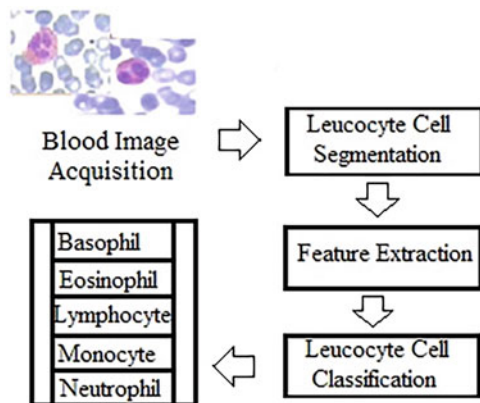 Blood Image
Acquisition
Leucocyte Cell
Segmentation
Feature Extraction
Leucocyte Cell
Classification
Basophil
Eosinophil
Lymphocyte
Monocyte
Neutrophil